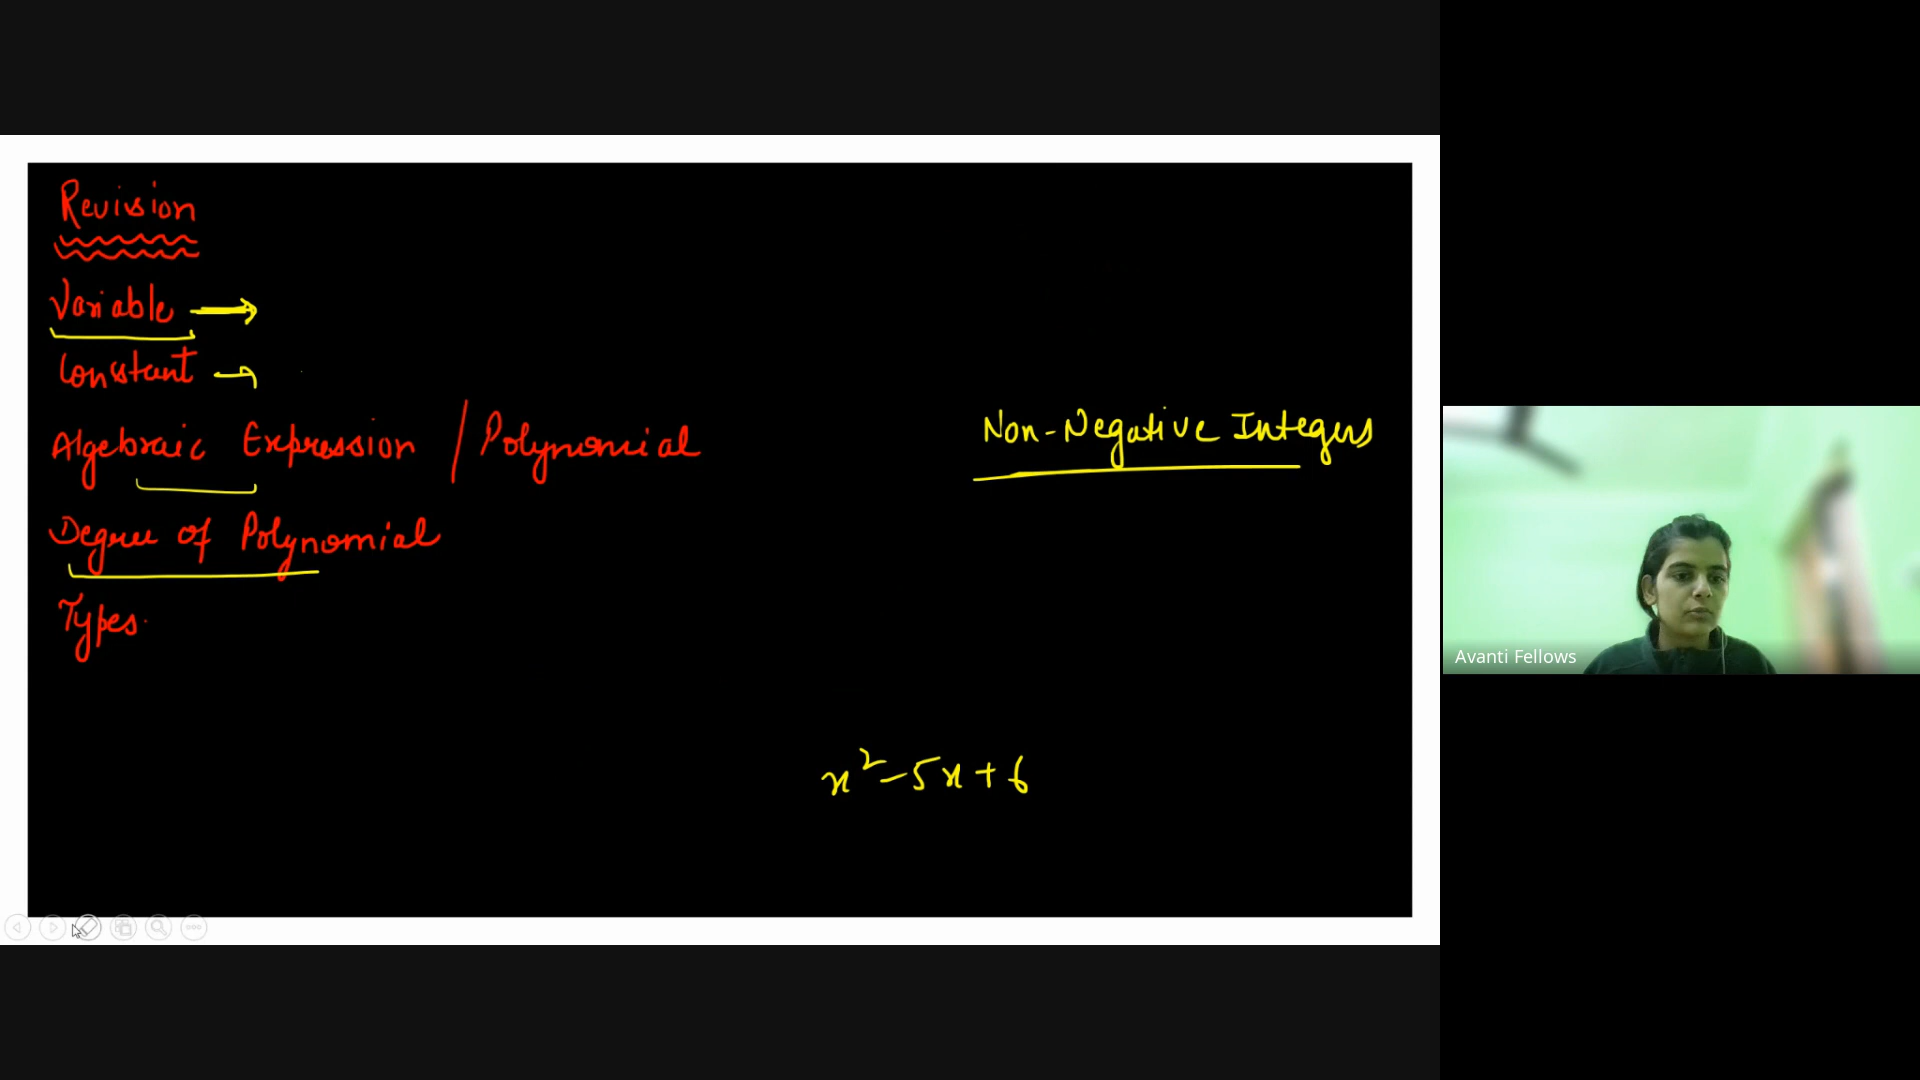 Revision
Variable →
Constant →
Algebraic Expression / Polynomial
Non-Negative Integers
Degree of Polynomial
Types.
x² - 5x + 6
Avanti Fellows